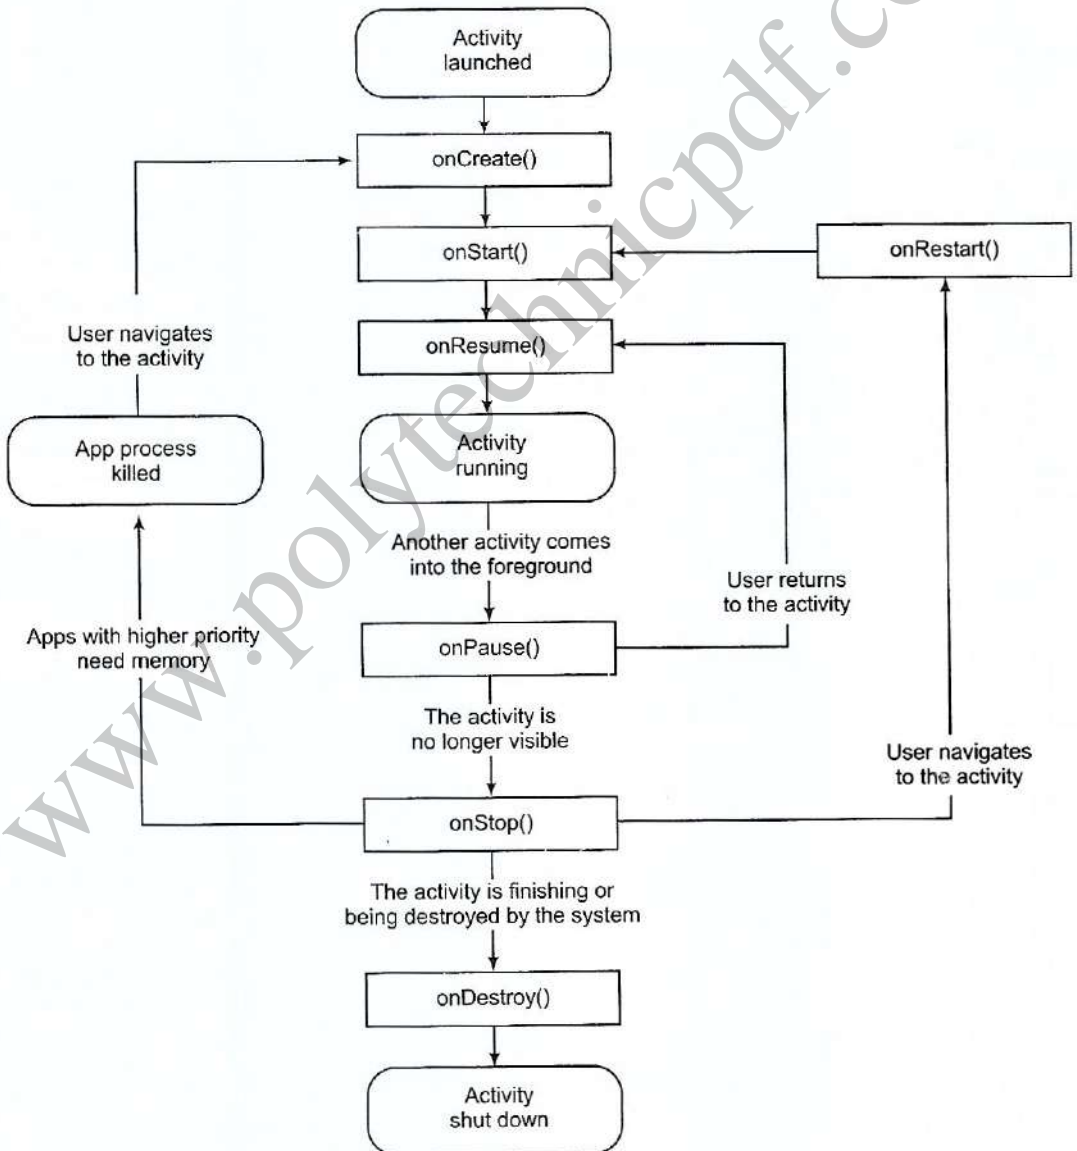 Activity
launched
onCreate()
onStart()
onRestart()
onResume()
User navigates
to the activity
App process
killed
Activity
running
Another activity comes
into the foreground
User returns
to the activity
Apps with higher priority
need memory
onPause()
The activity is
no longer visible
User navigates
to the activity
onStop()
The activity is finishing or
being destroyed by the system
onDestroy()
Activity
shut down
www.polytechnicpdf.co